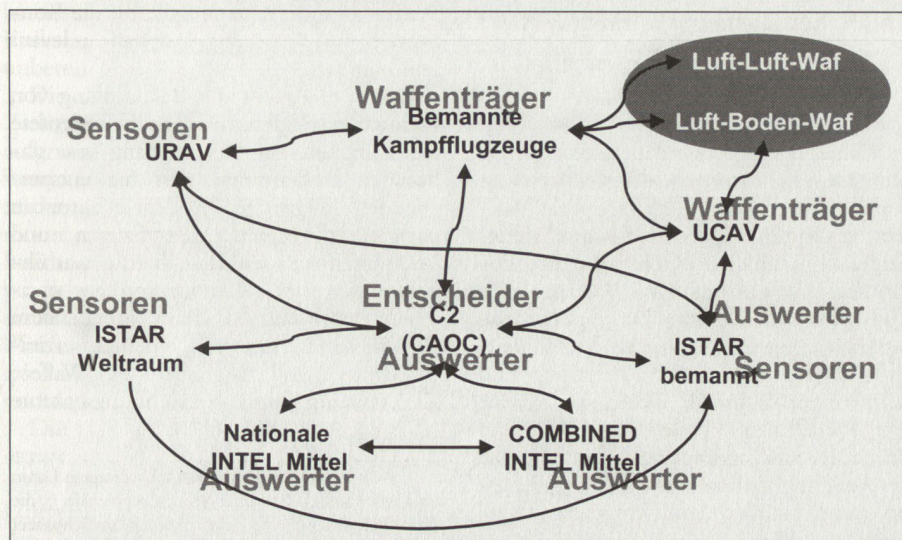 Luft-Luft-Waf
Waffenträger
Bemannte
Kampfflugzeuge
Luft-Boden-Waf
Sensoren
URAV
Waffenträger
UCAV
Sensoren
ISTAR
Weltraum
Entscheider
C2
(CAOC)
Auswerter
Auswerter
ISTAR
bemannt
Sensoren
Nationale
INTEL Mittel
Auswerter
COMBINED
INTEL Mittel
Auswerter